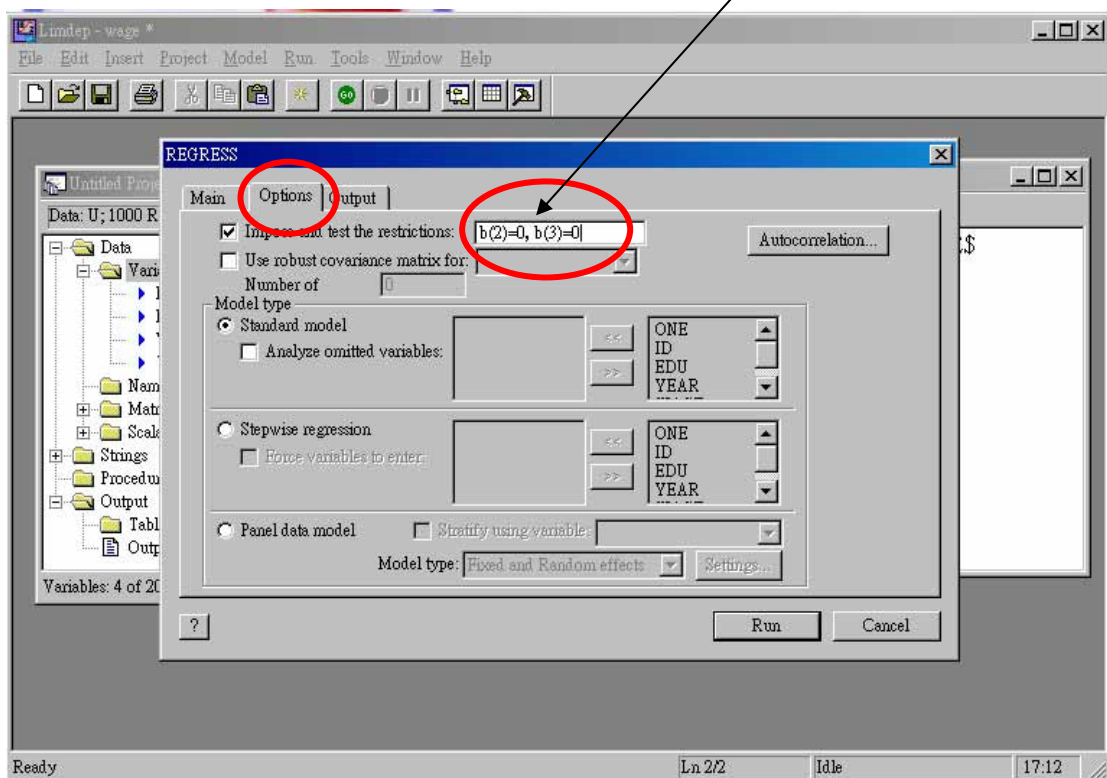 Limdep - wage *
File Edit Insert Project Model Run Tools Window Help
GO
REGRESS
Untitled Proje
Data: U; 1000 R
Main Options Output
Impose and test the restrictions: b(2)=0, b(3)=0
Autocorrelation...
Use robust covariance matrix for:
Number of 0
Model type
Standard model
Analyze omitted variables:
<<
>>
ONE
ID
EDU
YEAR
Stepwise regression
Force variables to enter:
<<
>>
ONE
ID
EDU
YEAR
Panel data model Stratify using variable:
Model type: Fixed and Random effects Settings...
? Run Cancel
Data
Vari
Nam
Matr
Scala
Strings
Procedu
Output
Tabl
Outp
Variables: 4 of 20
$
Ready Ln 2/2 Idle 17:12